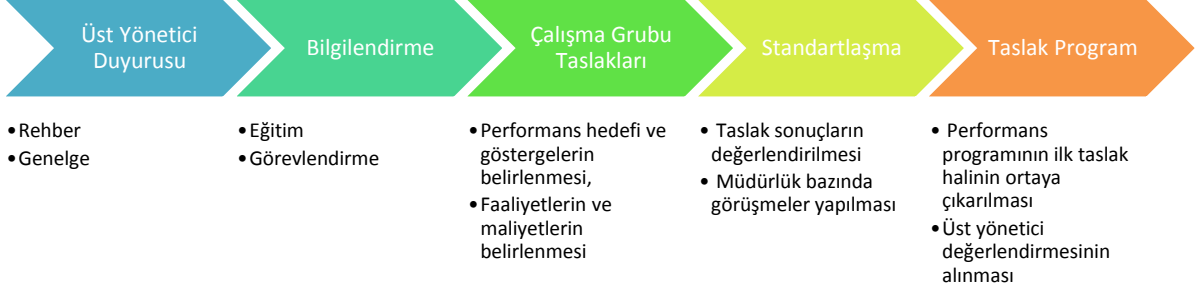 Üst Yönetici
Duyurusu
Bilgilendirme
Çalışma Grubu
Taslakları
Standartlaşma
Taslak Program
•Rehber
•Genelge
•Eğitim
•Görevlendirme
•Performans hedefi ve
göstergelerin
belirlenmesi,
•Faaliyetlerin ve
maliyetlerin
belirlenmesi
• Taslak sonuçların
değerlendirilmesi
• Müdürlük bazında
görüşmeler yapılması
• Performans
programının ilk taslak
halinin ortaya
çıkarılması
•Üst yönetici
değerlendirmesinin
alınması